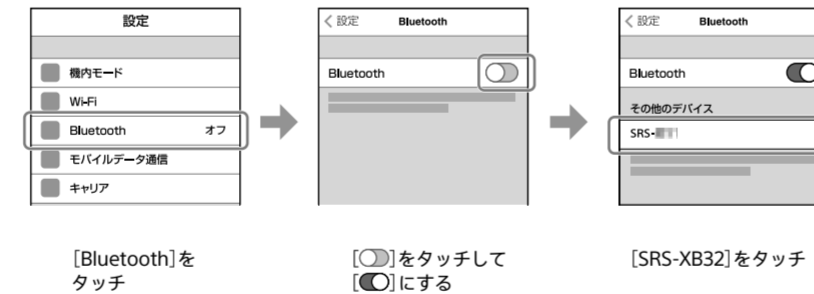 設定
機内モード
Wi-Fi
Bluetooth オフ
モバイルデータ通信
キャリア
[Bluetooth]を
タッチ
設定 Bluetooth
Bluetooth
[]をタッチして
[]にする
設定 Bluetooth
Bluetooth
その他のデバイス
SRS-
[SRS-XB32]をタッチ